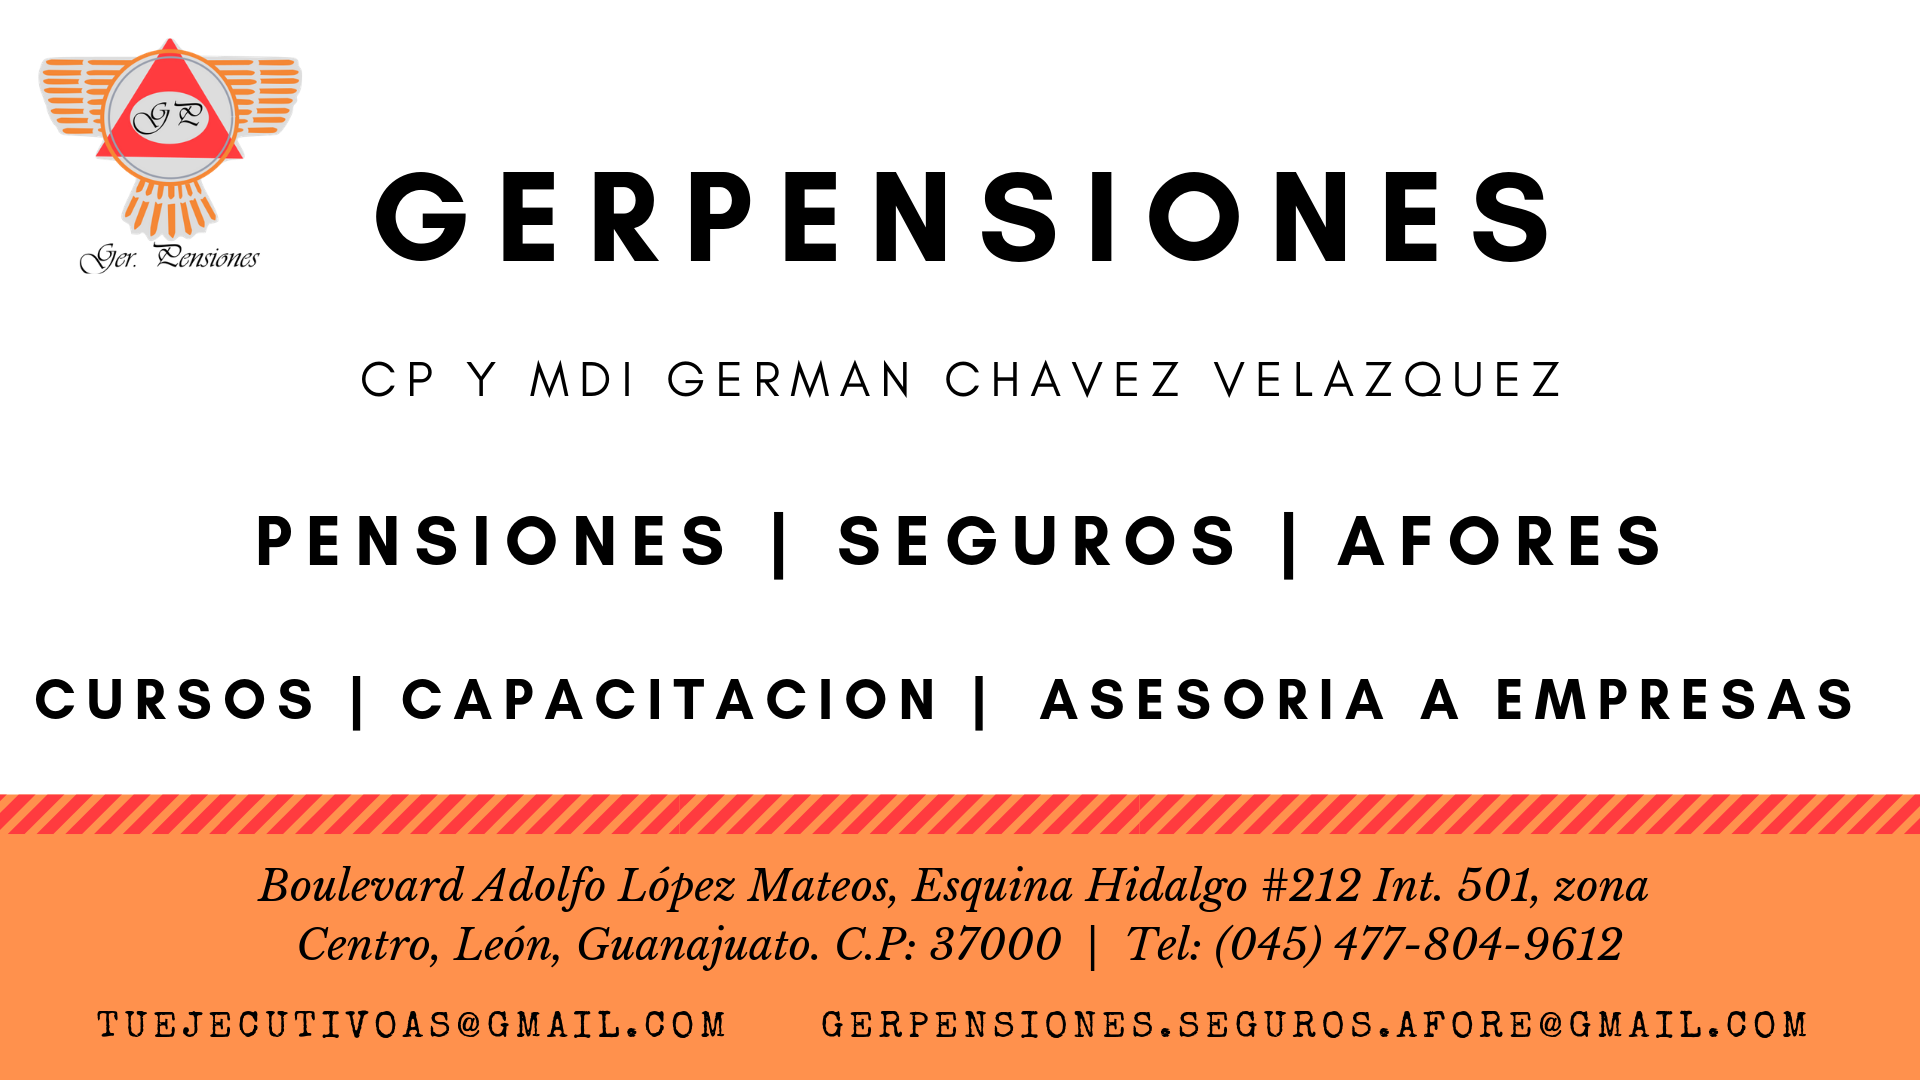 G P
Ger. Pensiones
GERPENSIONES
CP Y MDI GERMAN CHAVEZ VELAZQUEZ
PENSIONES | SEGUROS | AFORES
CURSOS | CAPACITACION | ASESORIA A EMPRESAS
Boulevard Adolfo López Mateos, Esquina Hidalgo #212 Int. 501, zona
Centro, León, Guanajuato. C.P: 37000 | Tel: (045) 477-804-9612
TUEJECUTIVOAS@GMAIL.COM GERPENSIONES.SEGUROS.AFORE@GMAIL.COM